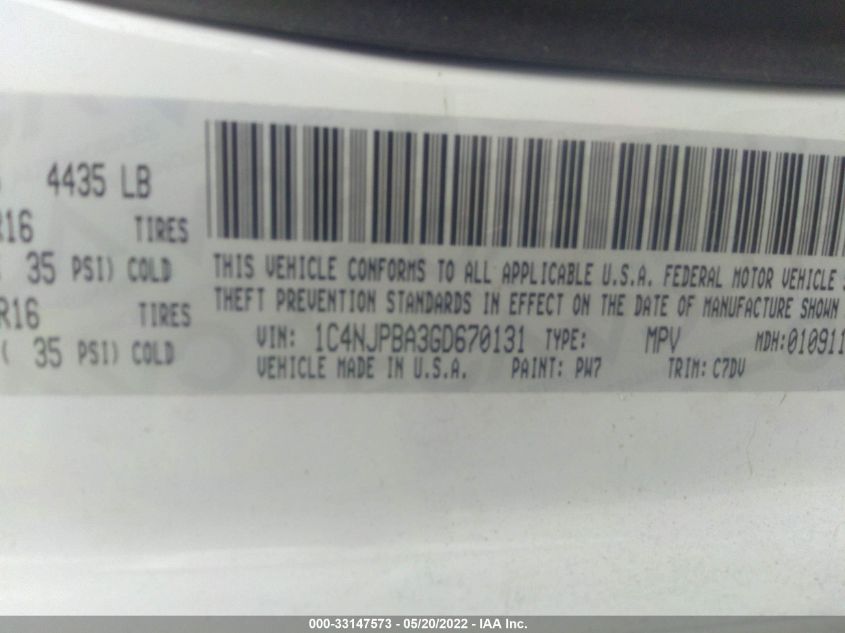 4435 LB
R16 TIRES
35 PSI) COLD
R16 TIRES
( 35 PSI) COLD
THIS VEHICLE CONFORMS TO ALL APPLICABLE U.S.A. FEDERAL MOTOR VEHICLE
THEFT PREVENTION STANDARDS IN EFFECT ON THE DATE OF MANUFACTURE SHOWN
VIN: 1C4NJPBA3GD670131 TYPE: MPV MDH:010911
VEHICLE MADE IN U.S.A. PAINT: PW7 TRIM: C7DV
000-33147573 - 05/20/2022 - IAA Inc.